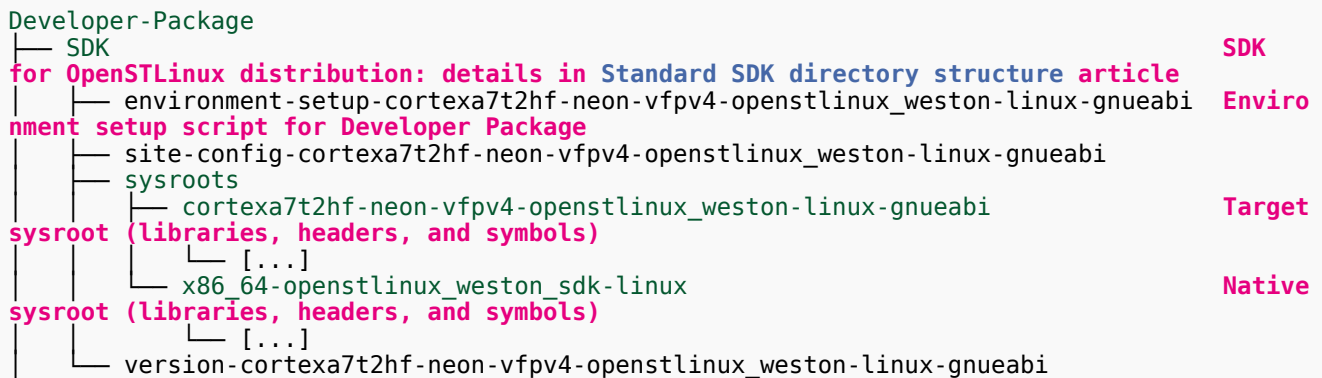 Developer-Package
├── SDK                                                                       SDK
for OpenSTLinux distribution: details in Standard SDK directory structure article
│   ├── environment-setup-cortexa7t2hf-neon-vfpv4-openstlinux_weston-linux-gnueabi  Enviro
nment setup script for Developer Package
│   ├── site-config-cortexa7t2hf-neon-vfpv4-openstlinux_weston-linux-gnueabi
│   ├── sysroots
│   │   ├── cortexa7t2hf-neon-vfpv4-openstlinux_weston-linux-gnueabi                Target
sysroot (libraries, headers, and symbols)
│   │   │   └── [...]
│   │   └── x86_64-openstlinux_weston_sdk-linux                                     Native
sysroot (libraries, headers, and symbols)
│   │       └── [...]
│   └── version-cortexa7t2hf-neon-vfpv4-openstlinux_weston-linux-gnueabi